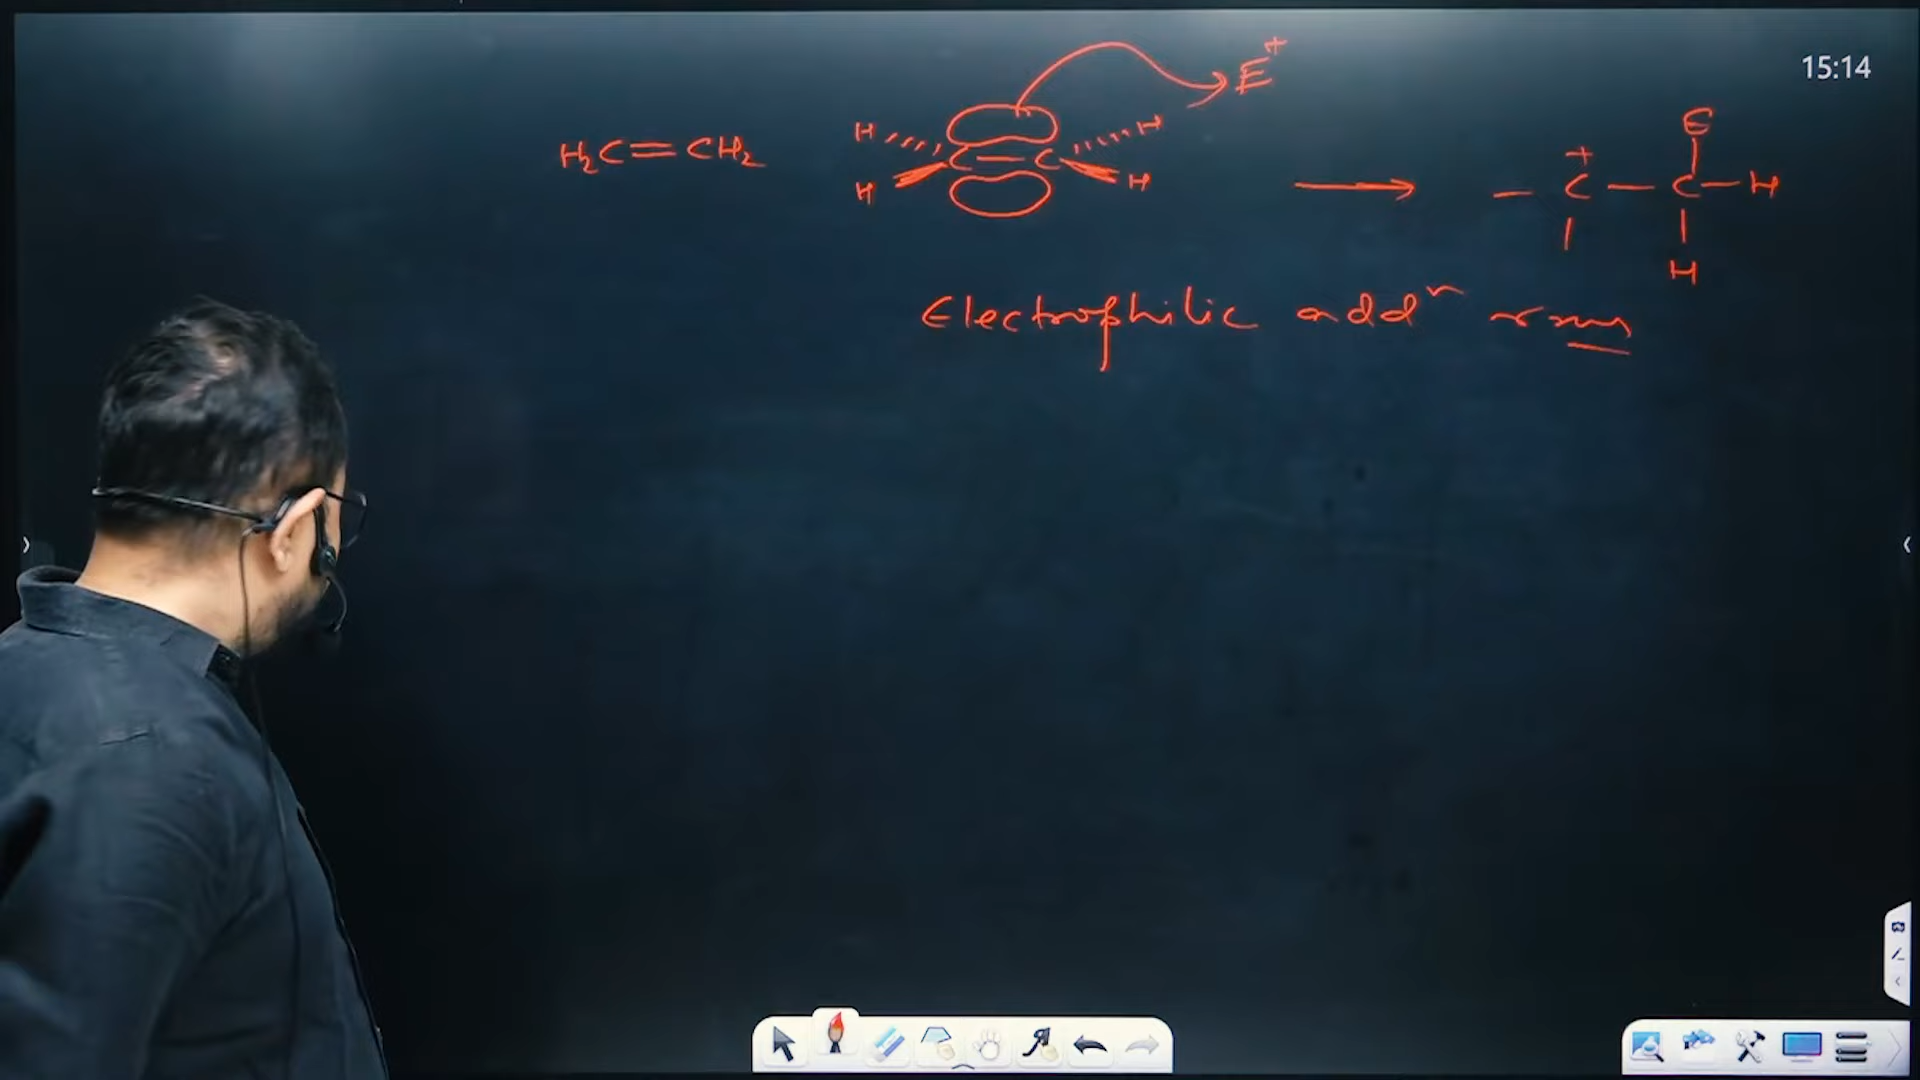 15:14
H₂C=CH₂
E⁺
H H
C—C
H H
E
+
— C — C — H
H
Electrophilic addⁿ rxns